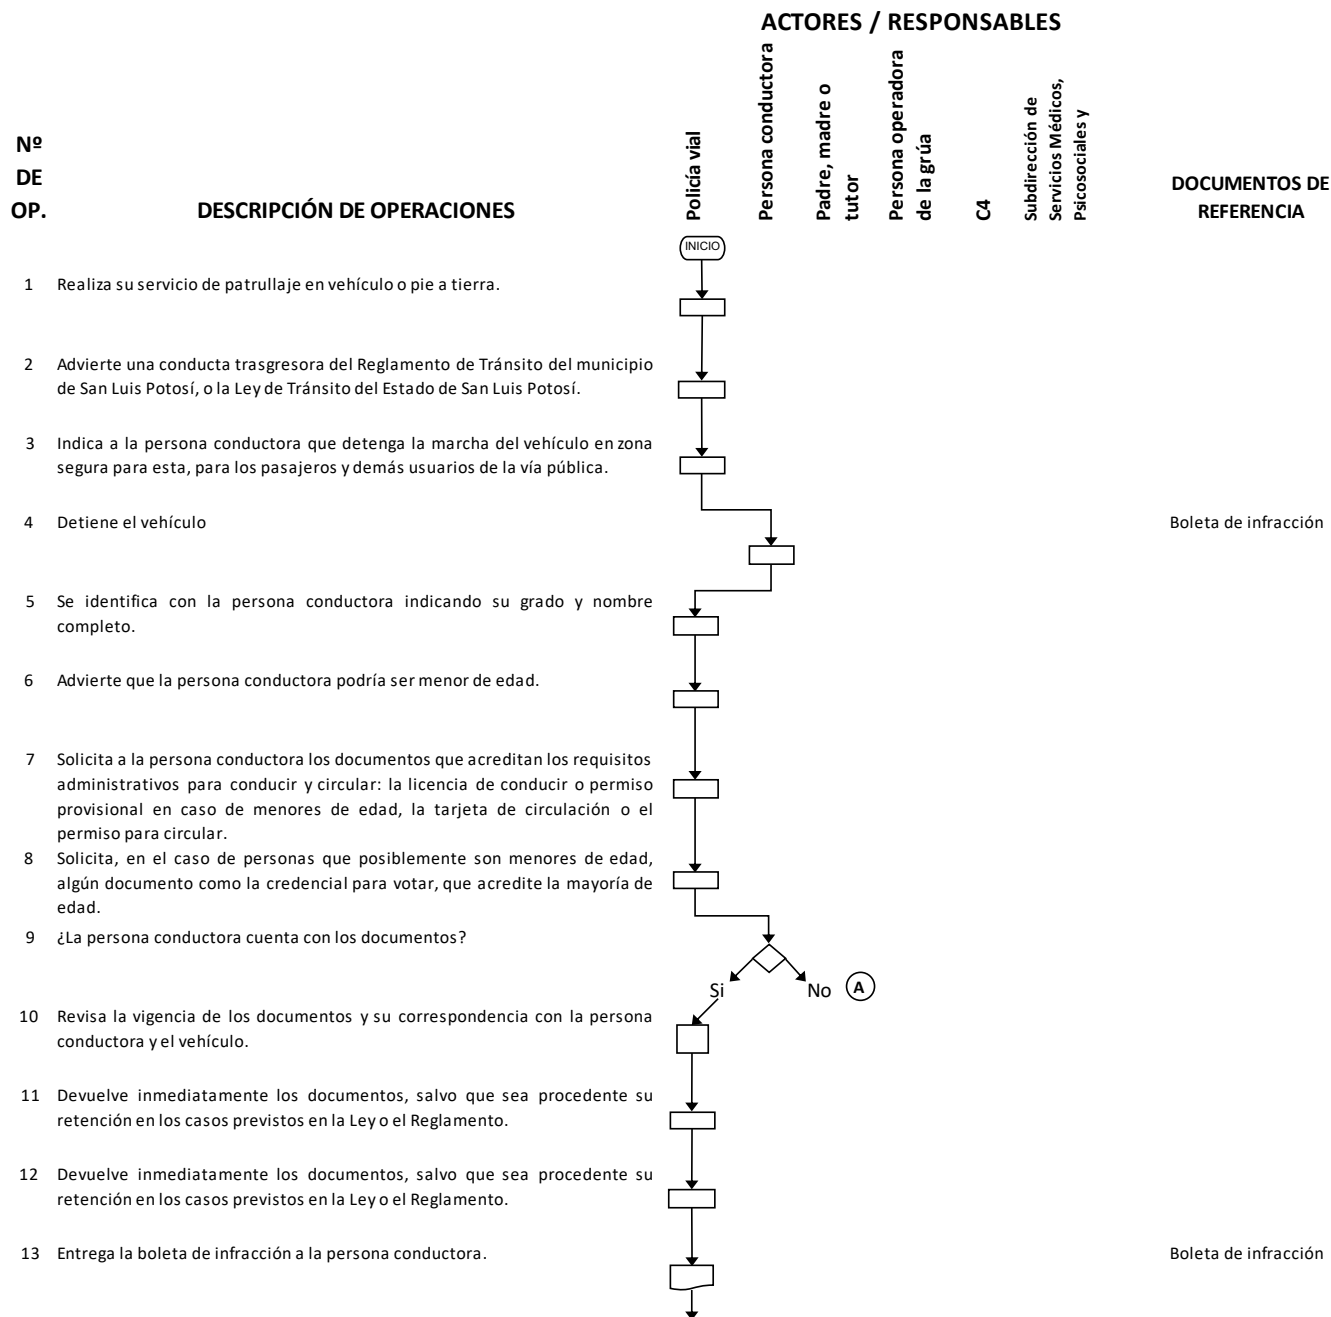 ACTORES / RESPONSABLES
Nº
DE
OP.
DESCRIPCIÓN DE OPERACIONES
Policía vial
Persona conductora
Padre, madre o
tutor
Persona operadora
de la grúa
C4
Subdirección de
Servicios Médicos,
Psicosociales y
DOCUMENTOS DE
REFERENCIA
INICIO
1 Realiza su servicio de patrullaje en vehículo o pie a tierra.
2 Advierte una conducta trasgresora del Reglamento de Tránsito del municipio
de San Luis Potosí, o la Ley de Tránsito del Estado de San Luis Potosí.
3 Indica a la persona conductora que detenga la marcha del vehículo en zona
segura para esta, para los pasajeros y demás usuarios de la vía pública.
4 Detiene el vehículo
Boleta de infracción
5 Se identifica con la persona conductora indicando su grado y nombre
completo.
6 Advierte que la persona conductora podría ser menor de edad.
7 Solicita a la persona conductora los documentos que acreditan los requisitos
administrativos para conducir y circular: la licencia de conducir o permiso
provisional en caso de menores de edad, la tarjeta de circulación o el
permiso para circular.
8 Solicita, en el caso de personas que posiblemente son menores de edad,
algún documento como la credencial para votar, que acredite la mayoría de
edad.
9 ¿La persona conductora cuenta con los documentos?
Si
No
A
10 Revisa la vigencia de los documentos y su correspondencia con la persona
conductora y el vehículo.
11 Devuelve inmediatamente los documentos, salvo que sea procedente su
retención en los casos previstos en la Ley o el Reglamento.
12 Devuelve inmediatamente los documentos, salvo que sea procedente su
retención en los casos previstos en la Ley o el Reglamento.
13 Entrega la boleta de infracción a la persona conductora.
Boleta de infracción